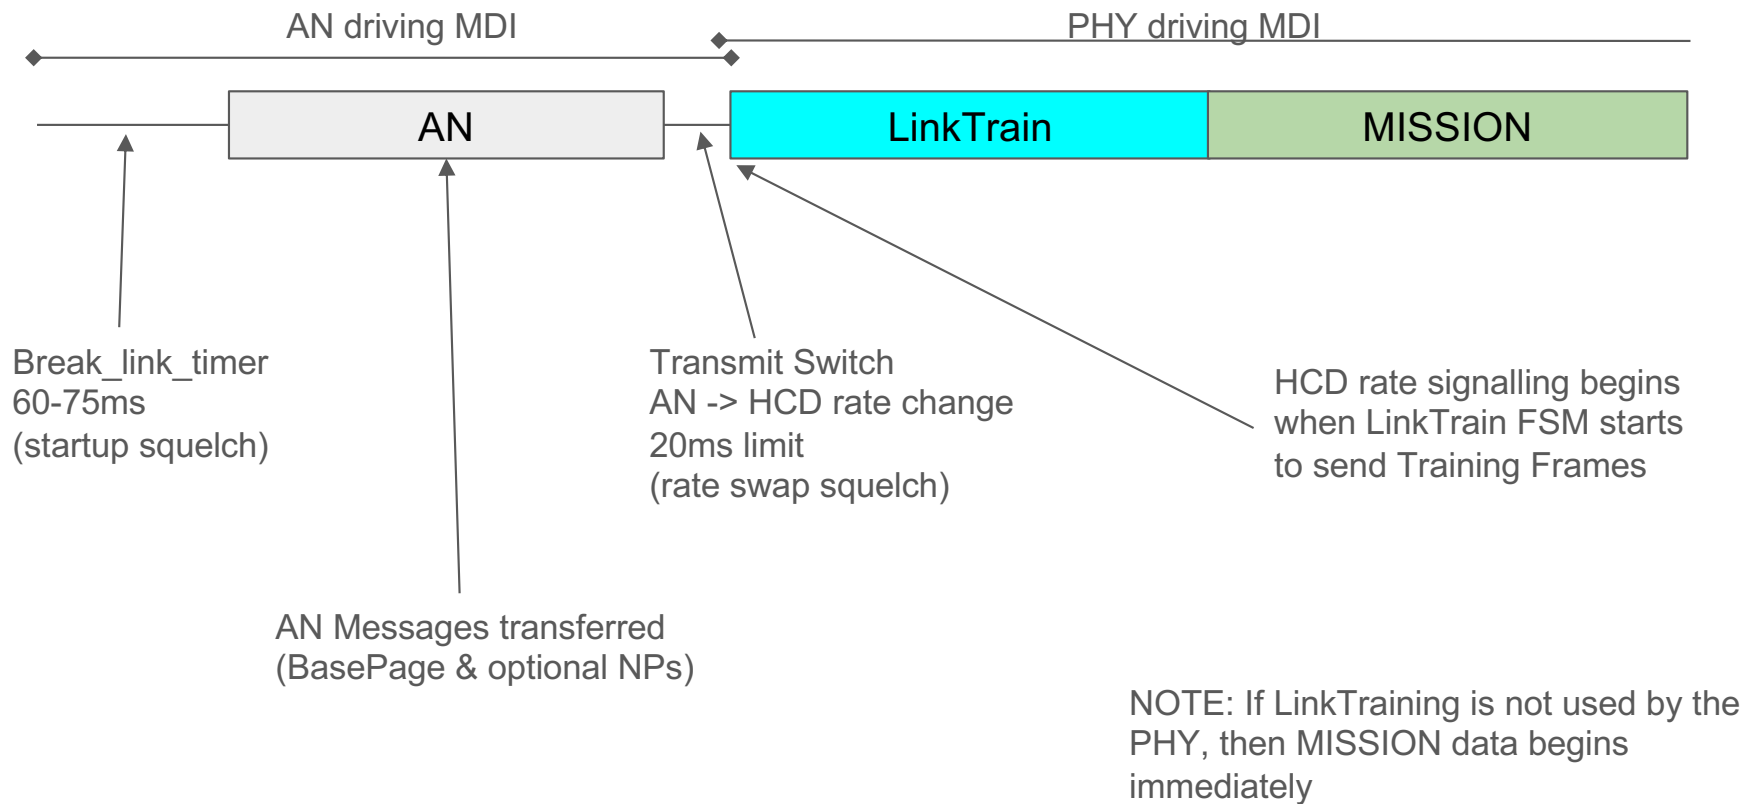 AN driving MDI
PHY driving MDI
AN
LinkTrain
MISSION
Break_link_timer
60-75ms
(startup squelch)
Transmit Switch
AN -> HCD rate change
20ms limit
(rate swap squelch)
HCD rate signalling begins
when LinkTrain FSM starts
to send Training Frames
AN Messages transferred
(BasePage & optional NPs)
NOTE: If LinkTraining is not used by the
PHY, then MISSION data begins
immediately